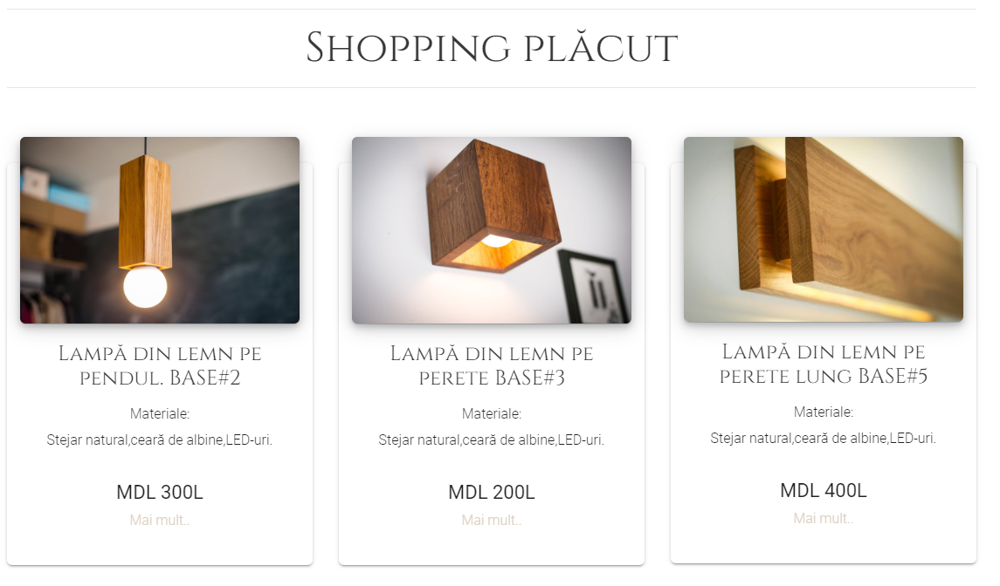 Shopping plăcut
Lampă din lemn pe
pendul. BASE#2
Materiale:
Stejar natural,ceară de albine,LED-uri.
MDL 300L
Mai mult..
Lampă din lemn pe
perete BASE#3
Materiale:
Stejar natural,ceară de albine,LED-uri.
MDL 200L
Mai mult..
Lampă din lemn pe
perete lung BASE#5
Materiale:
Stejar natural,ceară de albine,LED-uri.
MDL 400L
Mai mult..